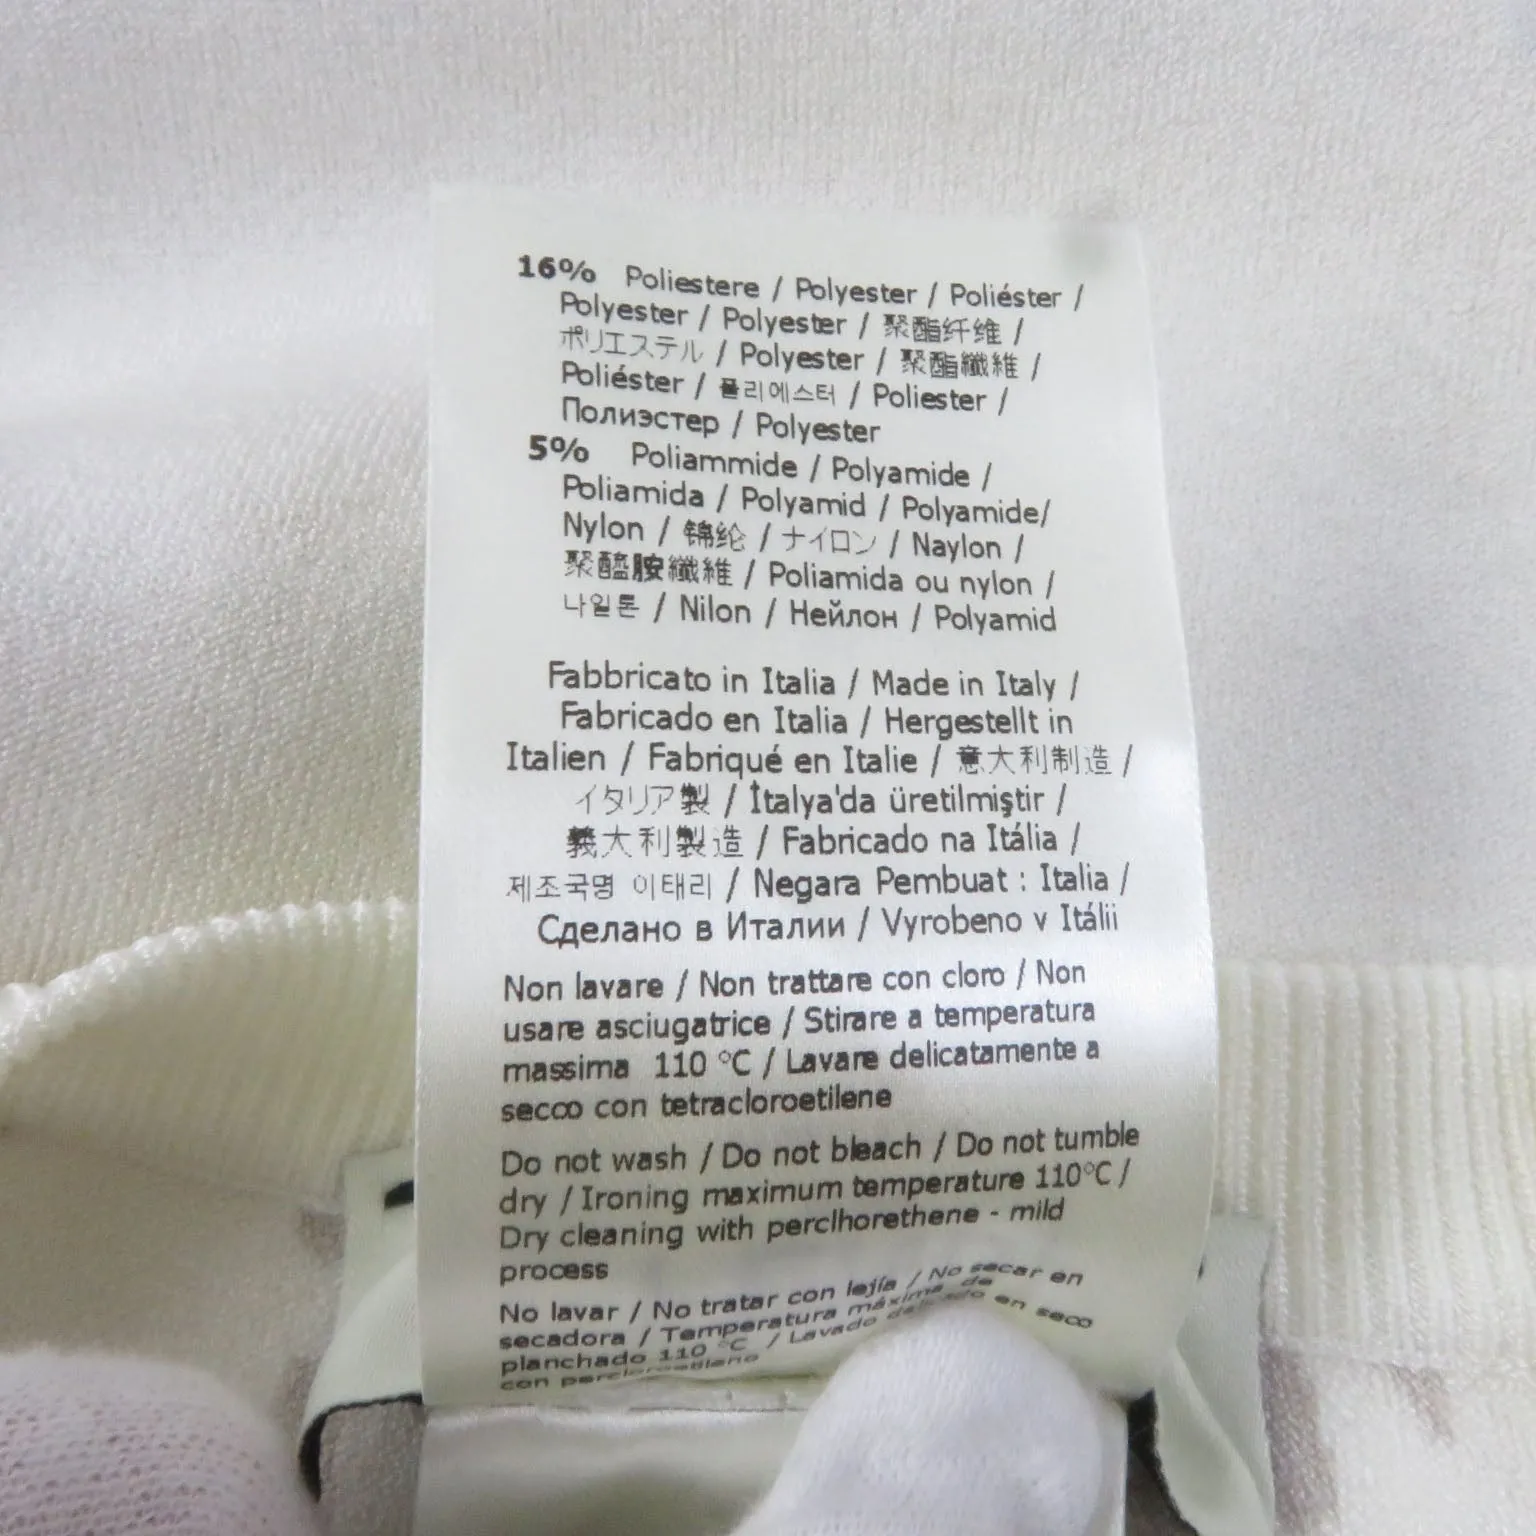 16% Poliestere / Polyester / Poliéster /
Polyester / Polyester / 聚酯纤维 /
ポリエステル / Polyester / 聚酯纖維 /
Poliéster / 폴리에스터 / Poliester /
Полиэстер / Polyester
5% Poliammide / Polyamide /
Poliamida / Polyamid / Polyamide/
Nylon / 锦纶 / ナイロン / Naylon /
聚醯胺纖維 / Poliamida ou nylon /
나일론 / Nilon / Нейлон / Polyamid
Fabbricato in Italia / Made in Italy /
Fabricado en Italia / Hergestellt in
Italien / Fabriqué en Italie / 意大利制造 /
イタリア製 / İtalya'da üretilmiştir /
義大利製造 / Fabricado na Itália /
제조국명 이태리 / Negara Pembuat : Italia /
Сделано в Италии / Vyrobeno v Itálii
Non lavare / Non trattare con cloro / Non
usare asciugatrice / Stirare a temperatura
massima 110 °C / Lavare delicatamente a
secco con tetracloroetilene
Do not wash / Do not bleach / Do not tumble
dry / Ironing maximum temperature 110°C /
Dry cleaning with perclhorethene - mild
process
No lavar / No tratar con lejía / No secar en
secadora / Temperatura máxima de
planchado 110 °C / Lavado delicado en seco
con percloroetileno